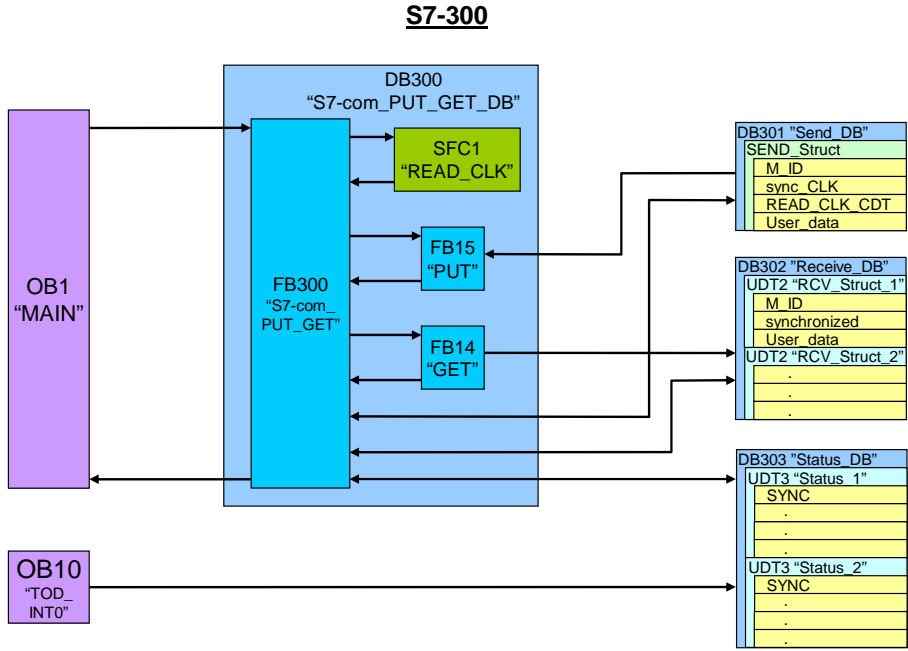 S7-300
DB300
“S7-com_PUT_GET_DB”
OB1
“MAIN”
FB300
“S7-com_
PUT_GET”
SFC1
“READ_CLK”
FB15
“PUT”
FB14
“GET”
DB301 ”Send_DB”
SEND_Struct
M_ID
sync_CLK
READ_CLK_CDT
User_data
DB302 ”Receive_DB”
UDT2 “RCV_Struct_1”
M_ID
synchronized
User_data
UDT2 “RCV_Struct_2”
.
.
.
DB303 ”Status_DB”
UDT3 “Status_1”
SYNC
.
.
.
UDT3 “Status_2”
SYNC
.
.
.
OB10
“TOD_
INT0”